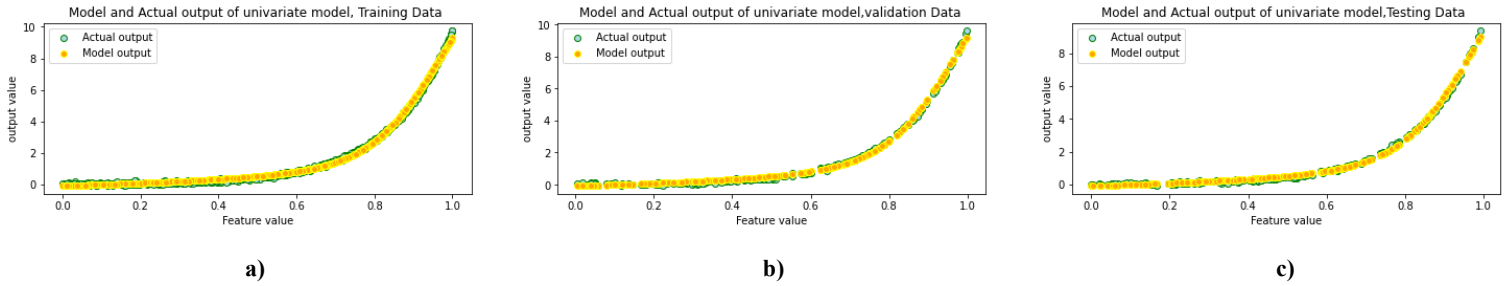 Model and Actual output of univariate model, Training Data
Actual output
Model output
output value
10
8
6
4
2
0
0.0 0.2 0.4 0.6 0.8 1.0
Feature value
a)
Model and Actual output of univariate model,validation Data
Actual output
Model output
output value
10
8
6
4
2
0
0.0 0.2 0.4 0.6 0.8 1.0
Feature value
b)
Model and Actual output of univariate model,Testing Data
Actual output
Model output
output value
8
6
4
2
0
0.0 0.2 0.4 0.6 0.8 1.0
Feature value
c)